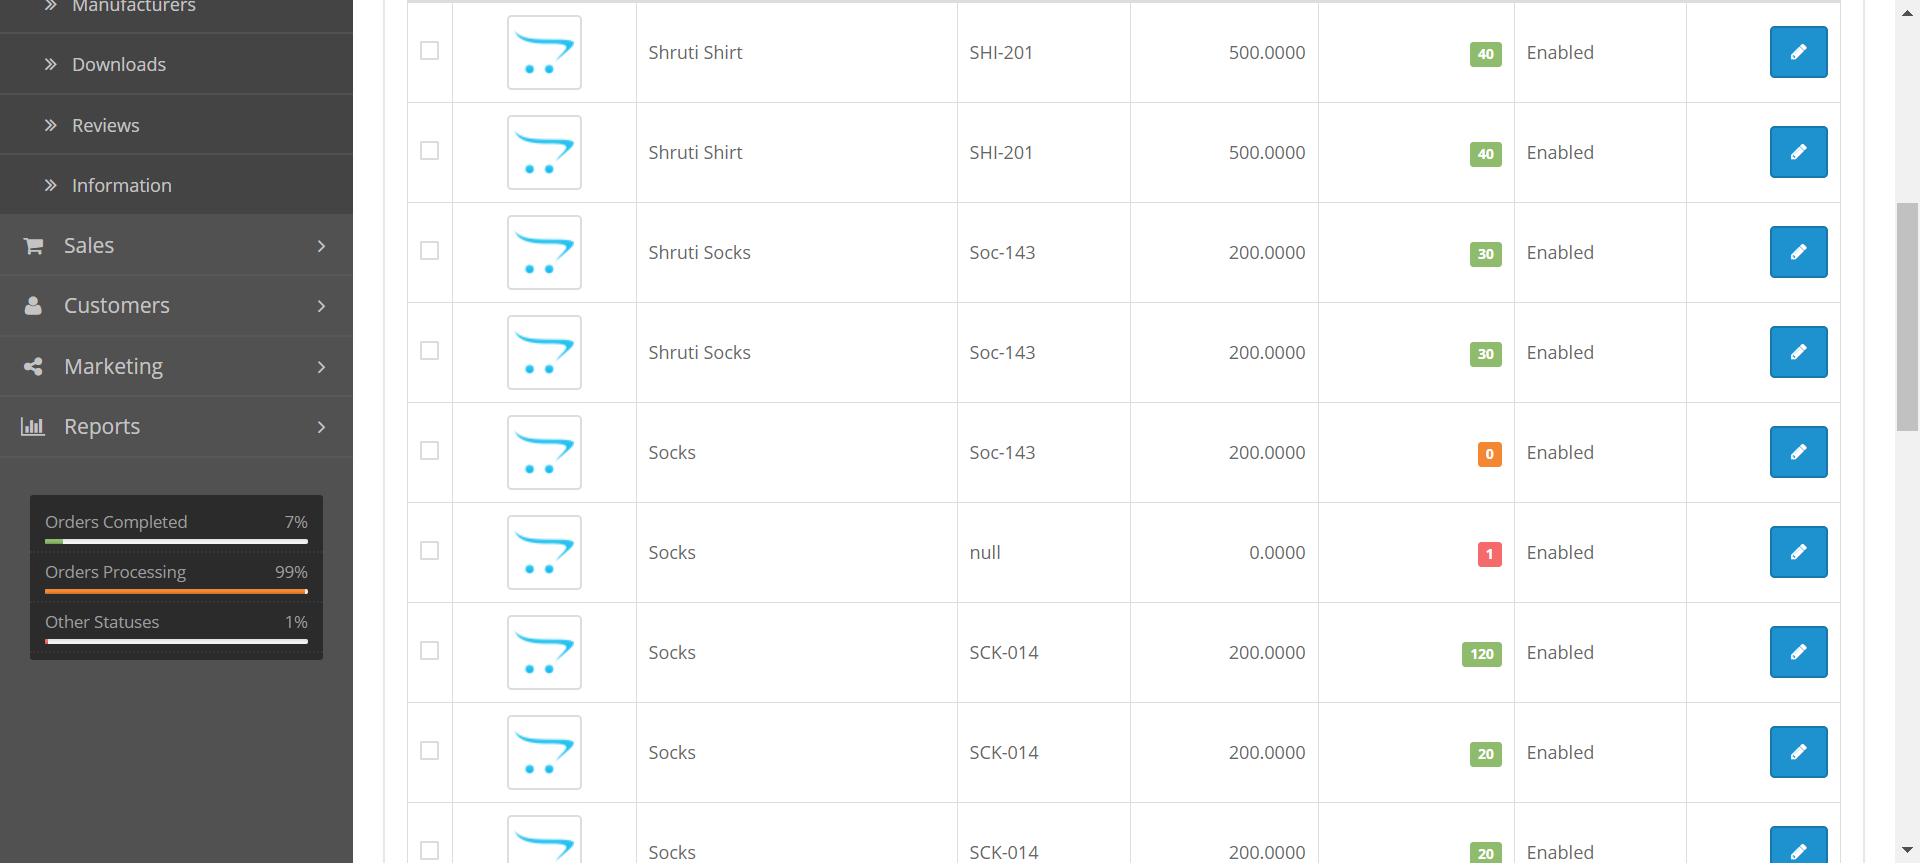 Manufacturers
Downloads
Reviews
Information
Sales
Customers
Marketing
Reports
Orders Completed 7%
Orders Processing 99%
Other Statuses 1%
Shruti Shirt SHI-201 500.0000 40 Enabled
Shruti Shirt SHI-201 500.0000 40 Enabled
Shruti Socks Soc-143 200.0000 30 Enabled
Shruti Socks Soc-143 200.0000 30 Enabled
Socks Soc-143 200.0000 0 Enabled
Socks null 0.0000 1 Enabled
Socks SCK-014 200.0000 120 Enabled
Socks SCK-014 200.0000 20 Enabled
Socks SCK-014 200.0000 20 Enabled